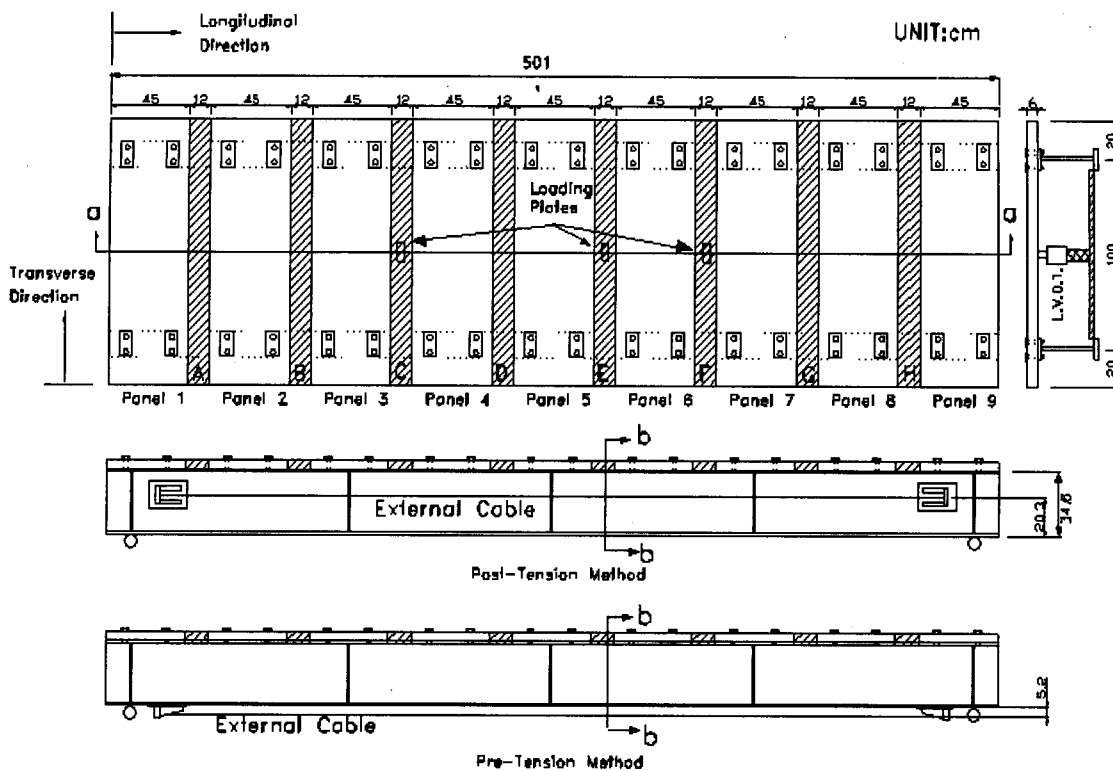 Longitudinal
Direction
UNIT:cm
501
45 12 45 12 45 12 45 12 45 12 45 12 45 12 45 12 45
6
20
Loading
Plates
a
a
Transverse
Direction
100
L.V.D.T.
20
A B C D E F G H
Panel 1 Panel 2 Panel 3 Panel 4 Panel 5 Panel 6 Panel 7 Panel 8 Panel 9
b
External Cable
20.3
b
Post-Tension Method
b
5.2
External Cable
b
Pre-Tension Method